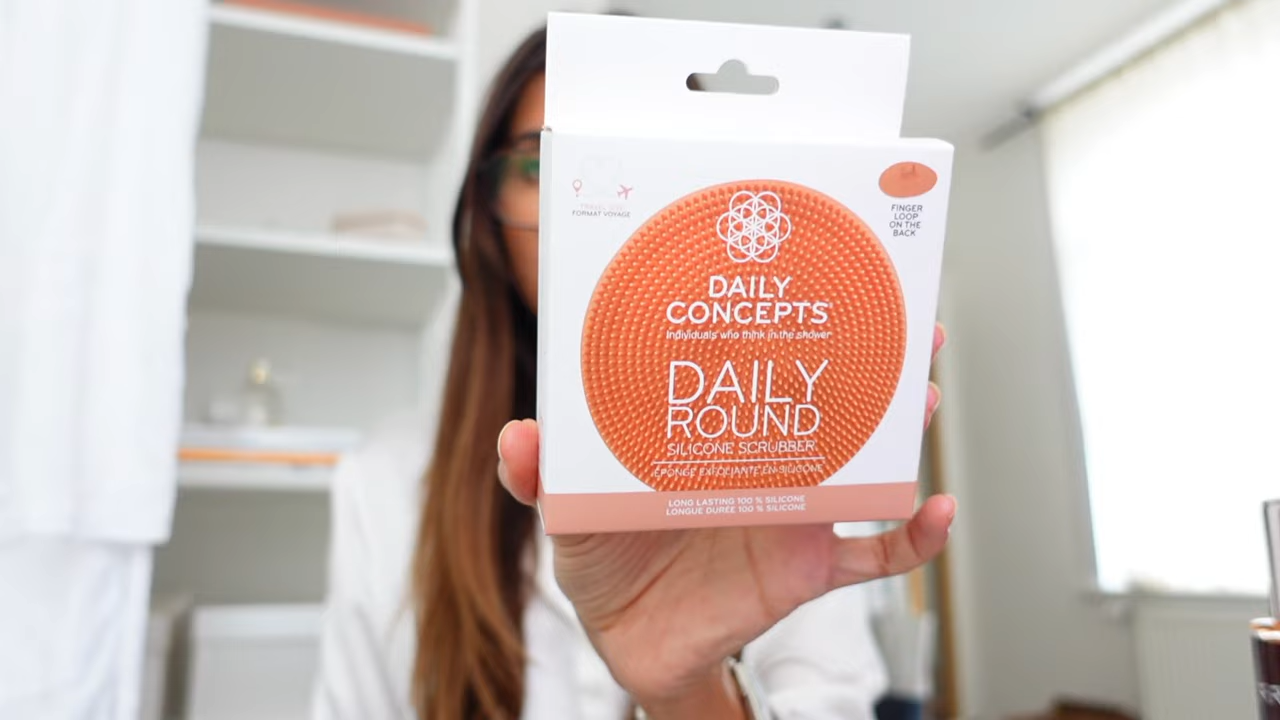 TRAVEL SIZE
FORMAT VOYAGE
FINGER
LOOP
ON THE
BACK
DAILY
CONCEPTS
individuals who think in the shower
DAILY
ROUND
SILICONE SCRUBBER
ÉPONGE EXFOLIANTE EN SILICONE
LONG LASTING 100 % SILICONE
LONGUE DURÉE 100 % SILICONE